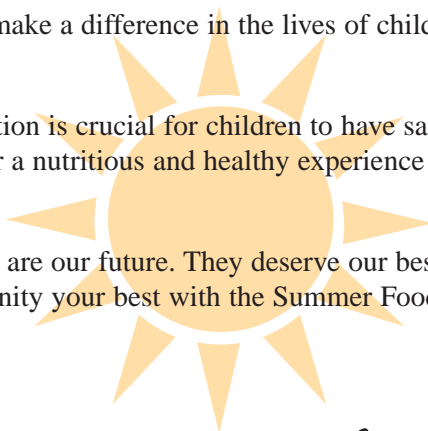 make a difference in the lives of child
tion is crucial for children to have sa
r a nutritious and healthy experience
are our future. They deserve our bes
nity your best with the Summer Foo